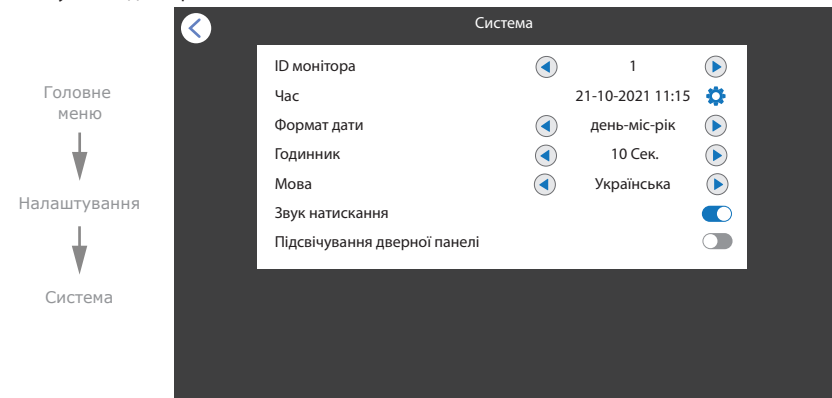 Система
Головне
меню
Налаштування
Система
ID монітора
1
Час
21-10-2021 11:15
Формат дати
день-міс-рік
Годинник
10 Сек.
Мова
Українська
Звук натискання
Підсвічування дверної панелі